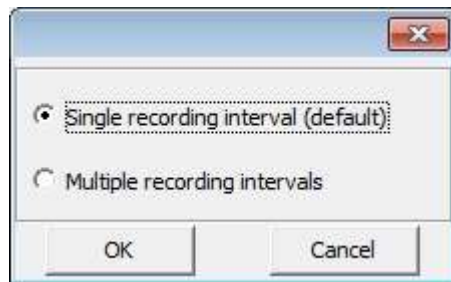 Single recording interval (default)
Multiple recording intervals
OK
Cancel